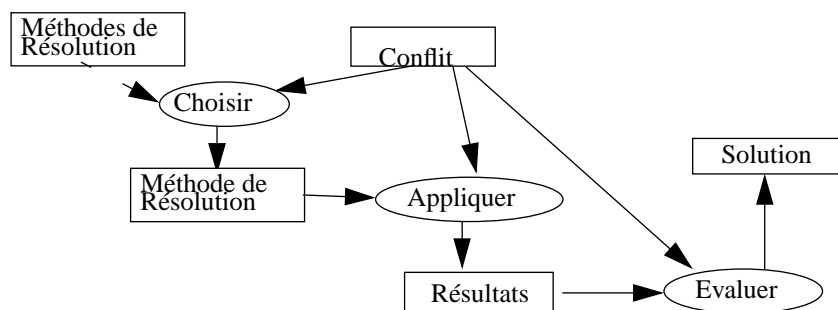 Méthodes de
Résolution
Conflit
Choisir
Solution
Méthode de
Résolution
Appliquer
Résultats
Evaluer